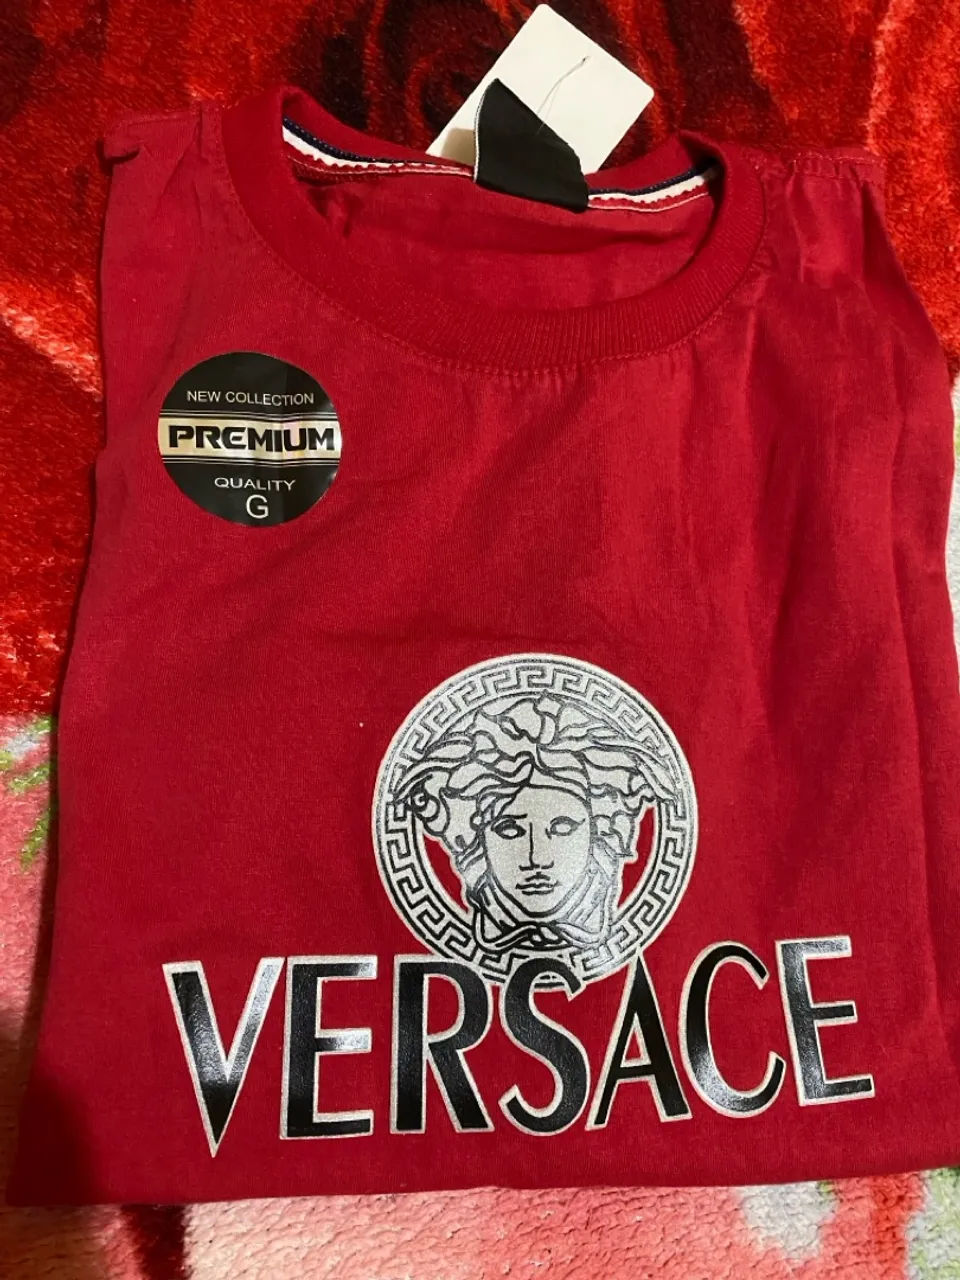 NEW COLLECTION
PREMIUM
QUALITY
G
VERSACE